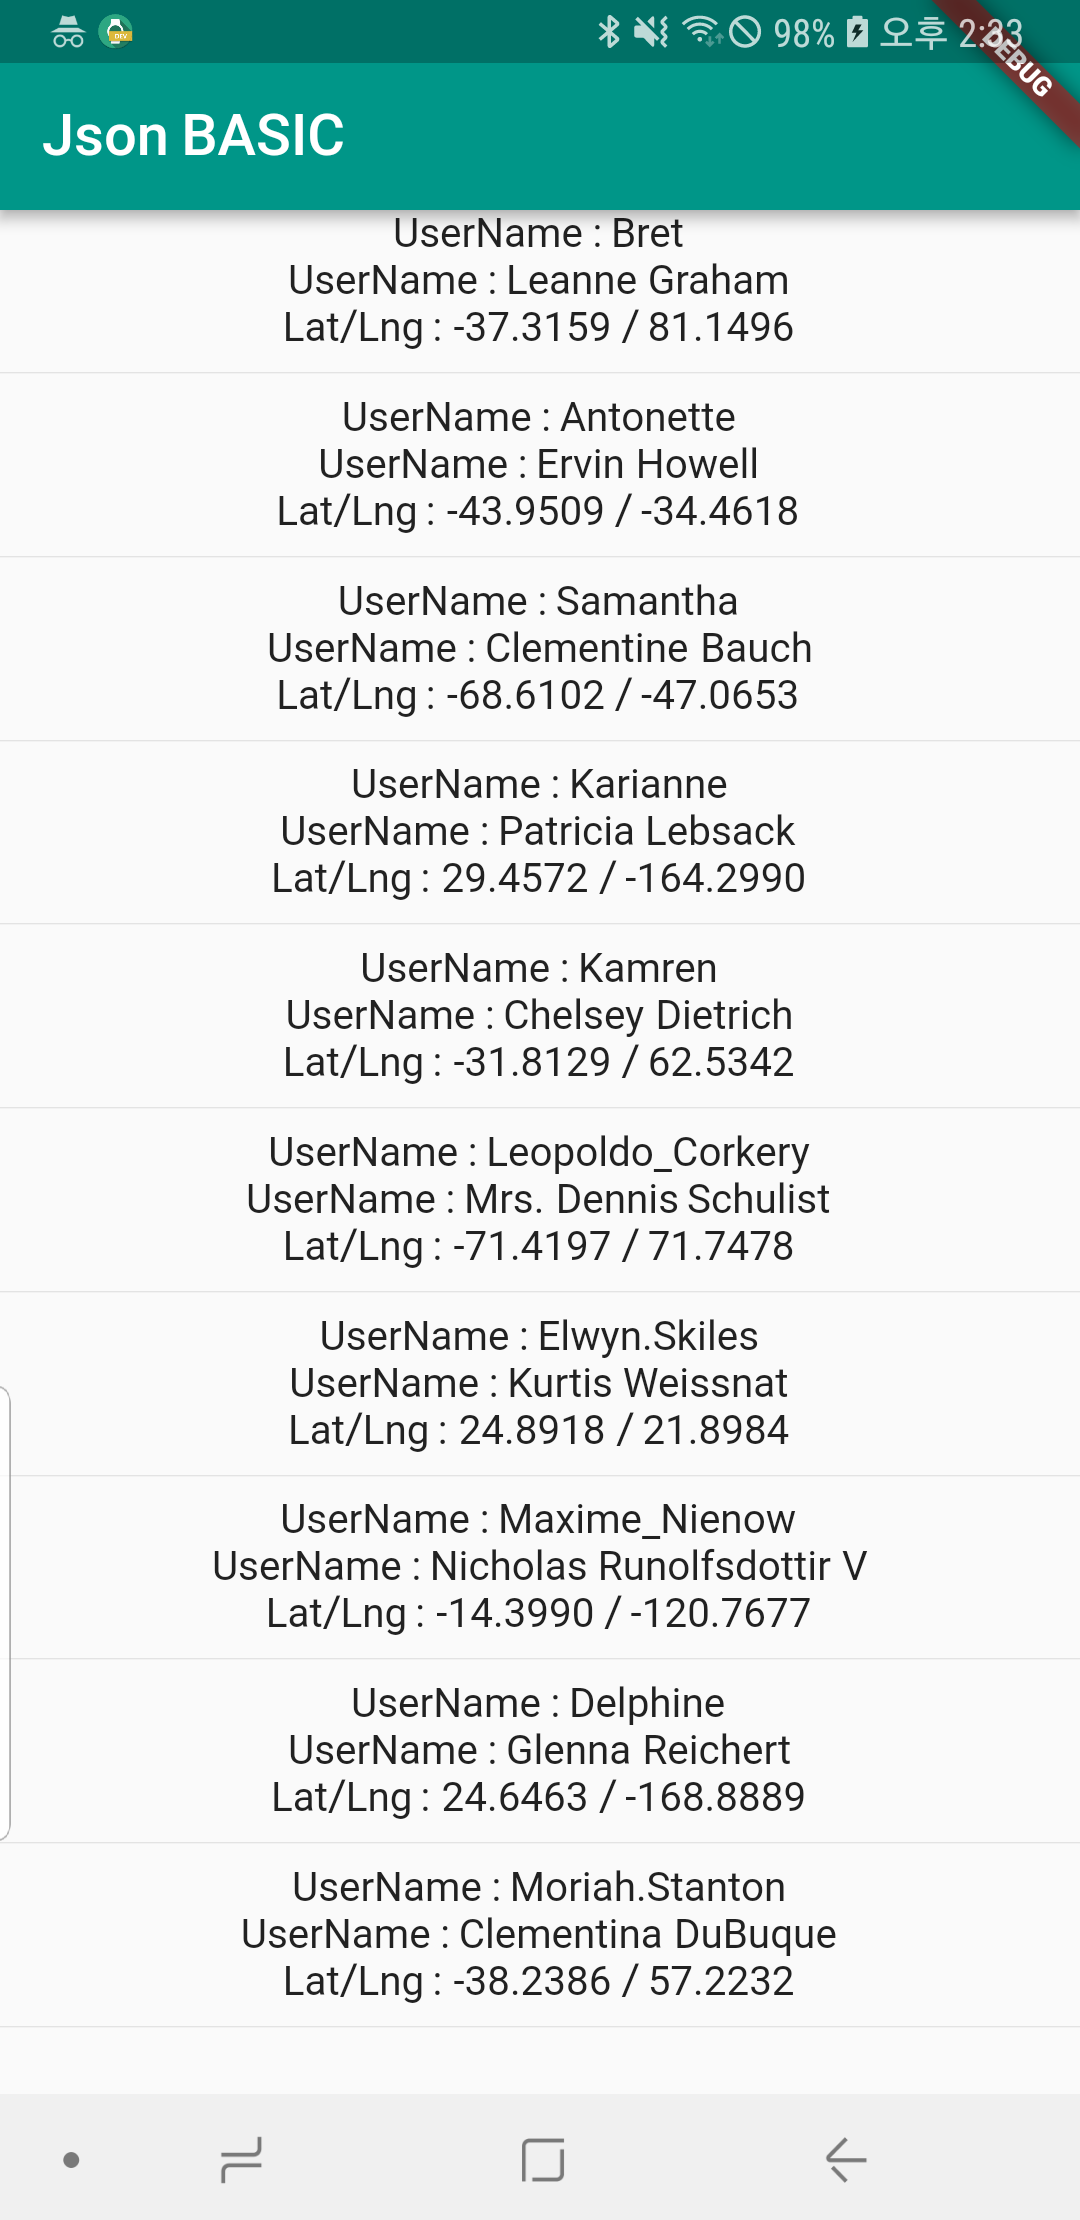 98% 오후 2:33
DEBUG
Json BASIC
UserName : Bret
UserName : Leanne Graham
Lat/Lng : -37.3159 / 81.1496
UserName : Antonette
UserName : Ervin Howell
Lat/Lng : -43.9509 / -34.4618
UserName : Samantha
UserName : Clementine Bauch
Lat/Lng : -68.6102 / -47.0653
UserName : Karianne
UserName : Patricia Lebsack
Lat/Lng : 29.4572 / -164.2990
UserName : Kamren
UserName : Chelsey Dietrich
Lat/Lng : -31.8129 / 62.5342
UserName : Leopoldo_Corkery
UserName : Mrs. Dennis Schulist
Lat/Lng : -71.4197 / 71.7478
UserName : Elwyn.Skiles
UserName : Kurtis Weissnat
Lat/Lng : 24.8918 / 21.8984
UserName : Maxime_Nienow
UserName : Nicholas Runolfsdottir V
Lat/Lng : -14.3990 / -120.7677
UserName : Delphine
UserName : Glenna Reichert
Lat/Lng : 24.6463 / -168.8889
UserName : Moriah.Stanton
UserName : Clementina DuBuque
Lat/Lng : -38.2386 / 57.2232